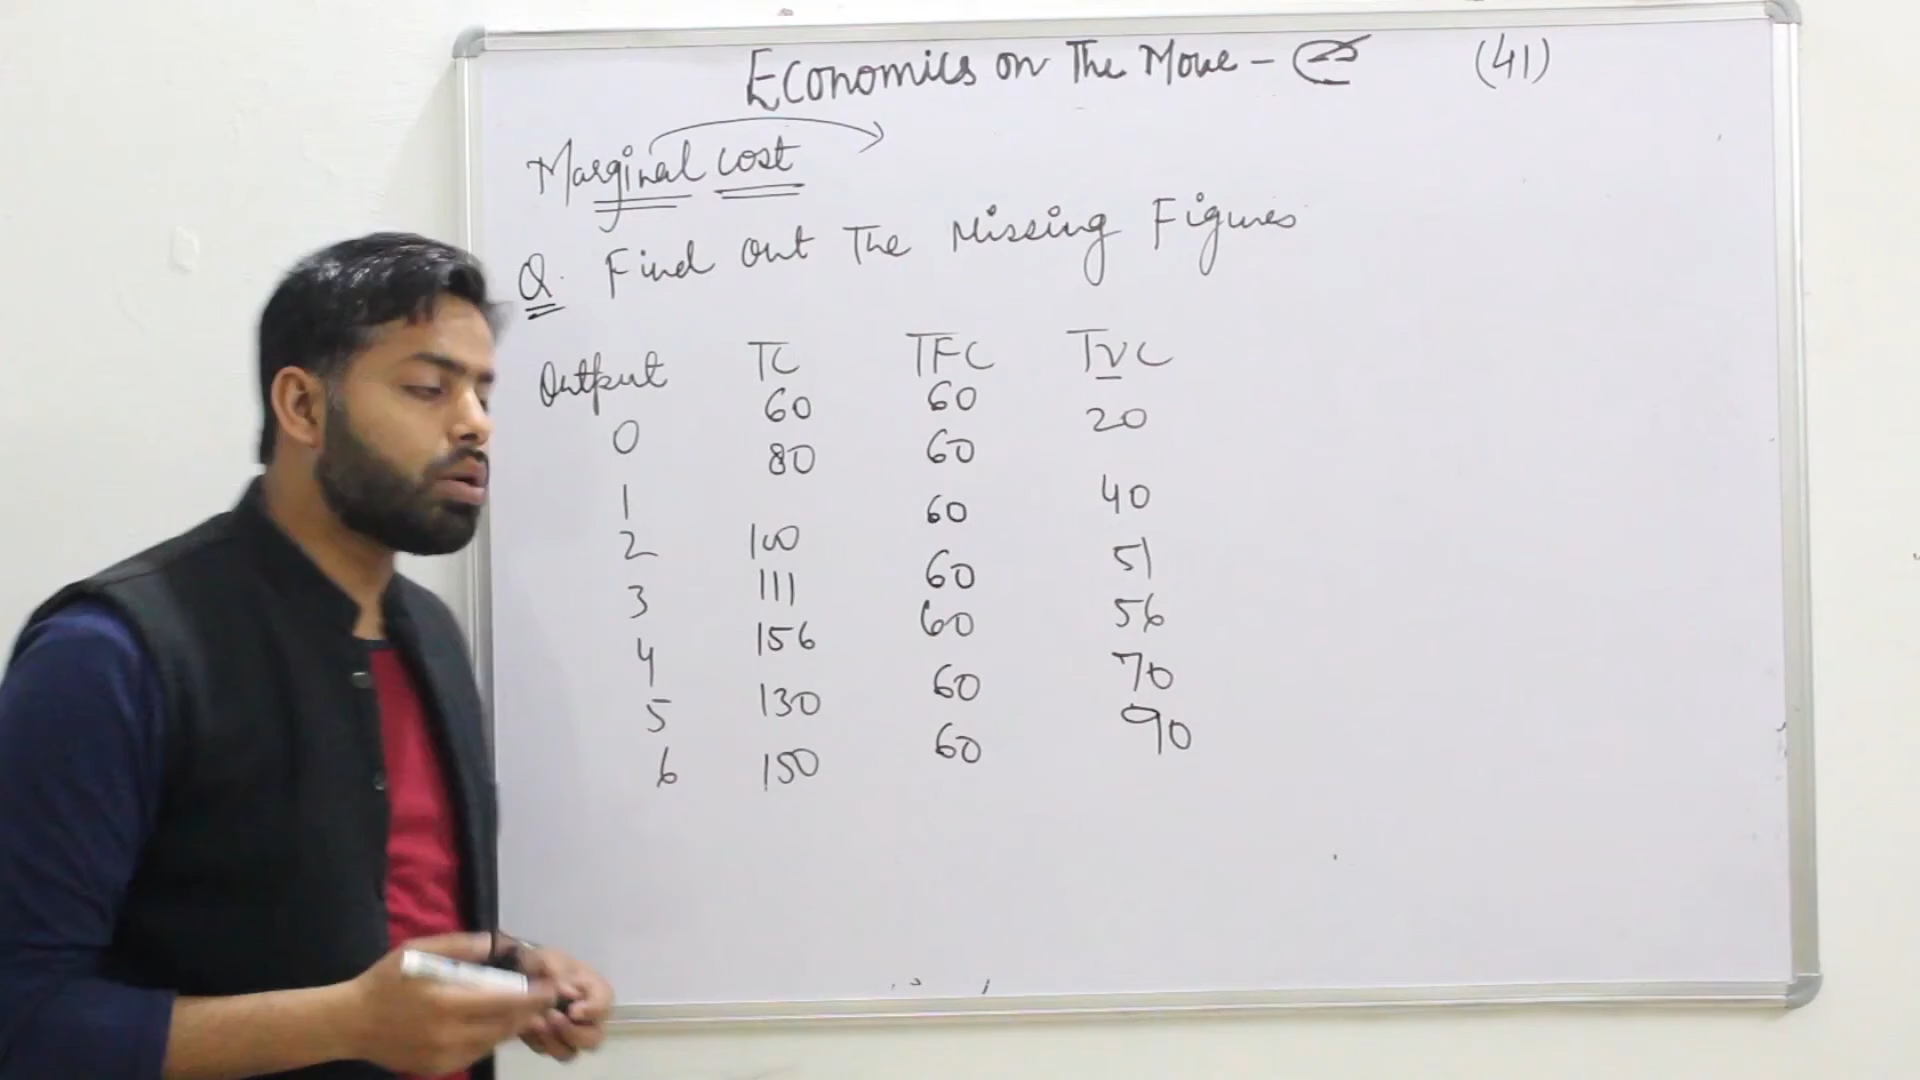 Economics on The Move - (41)
Marginal cost
Q. Find Out The Missing Figures
Output TC TFC TVC
0 60 60 20
1 80 60 40
2 100 60 51
3 111 60 56
4 156 60 70
5 130 60 90
6 150 60